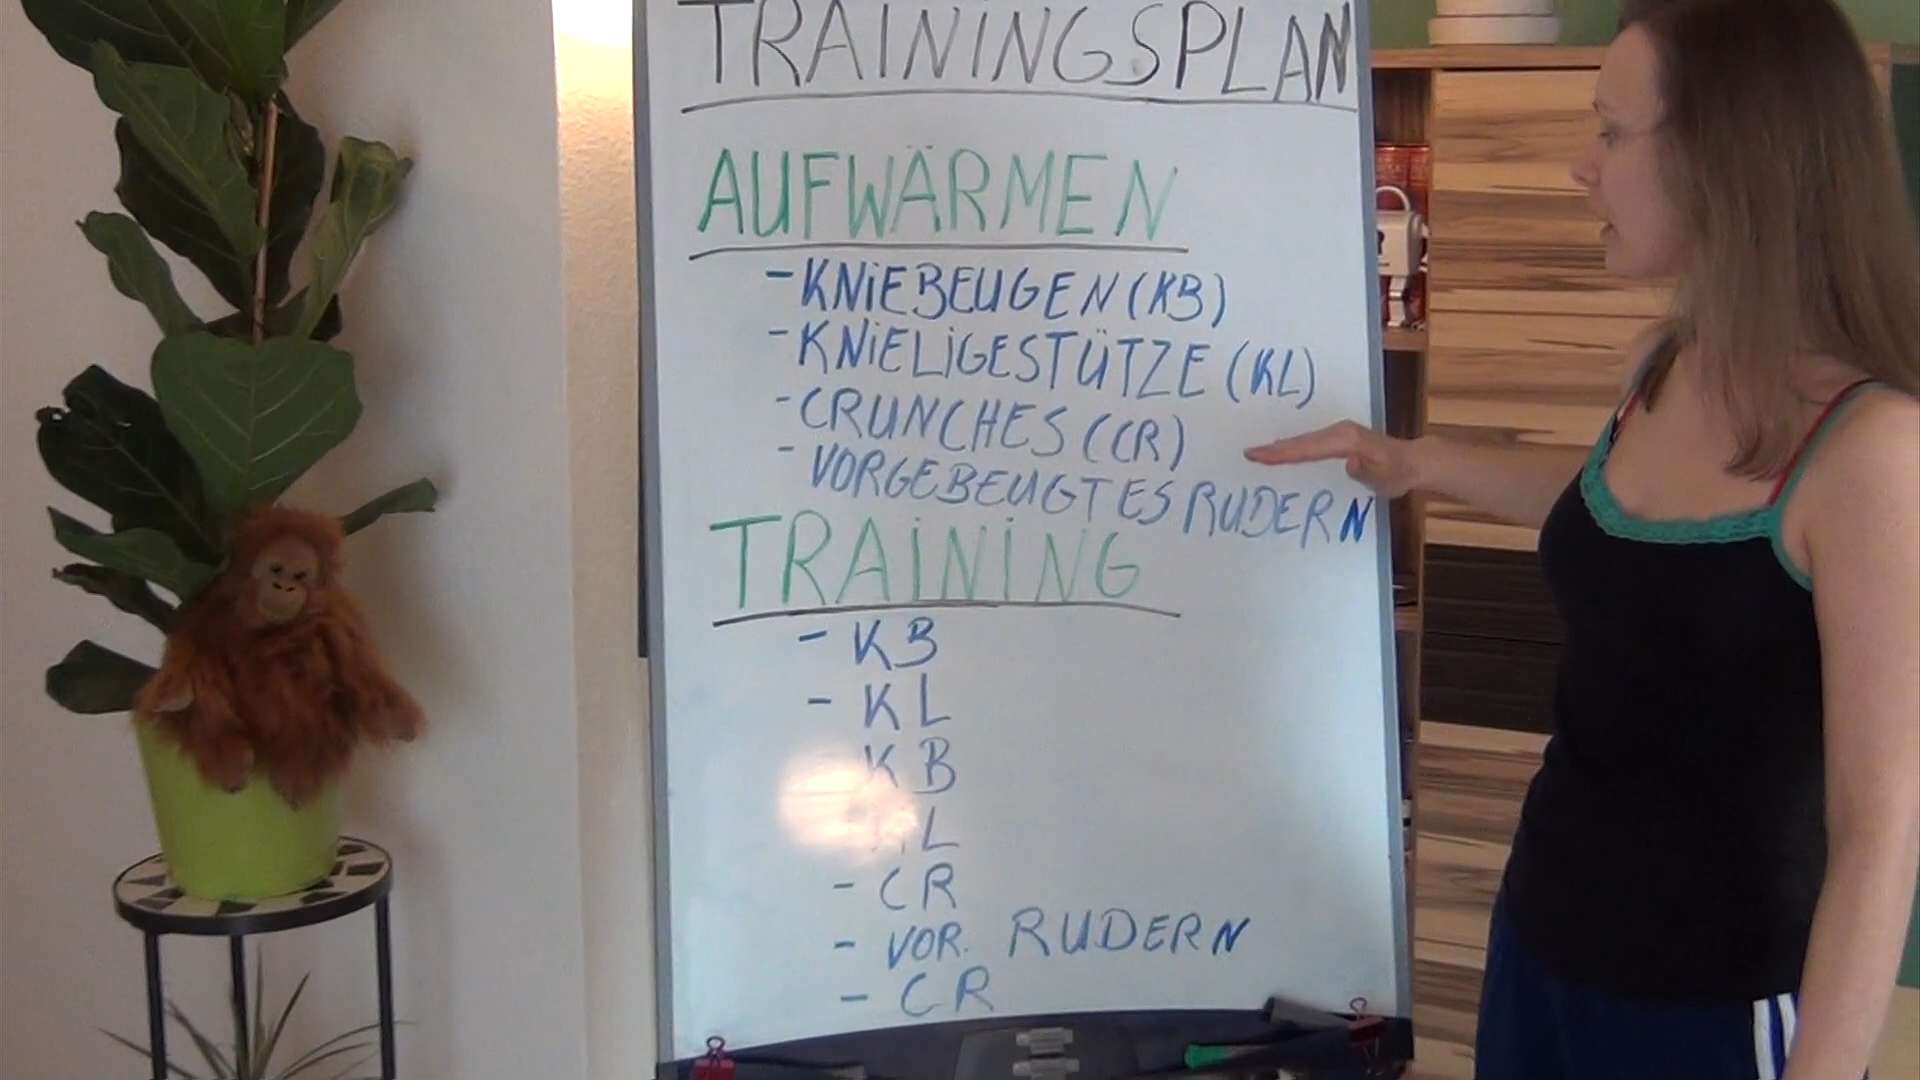 TRAININGSPLAN
AUFWÄRMEN
- KNIEBEUGEN (KB)
- KNIELIGESTÜTZE (KL)
- CRUNCHES (CR)
- VORGEBEUGTES RUDERN
TRAINING
- KB
- KL
KB
L
- CR
- VOR. RUDERN
- CR